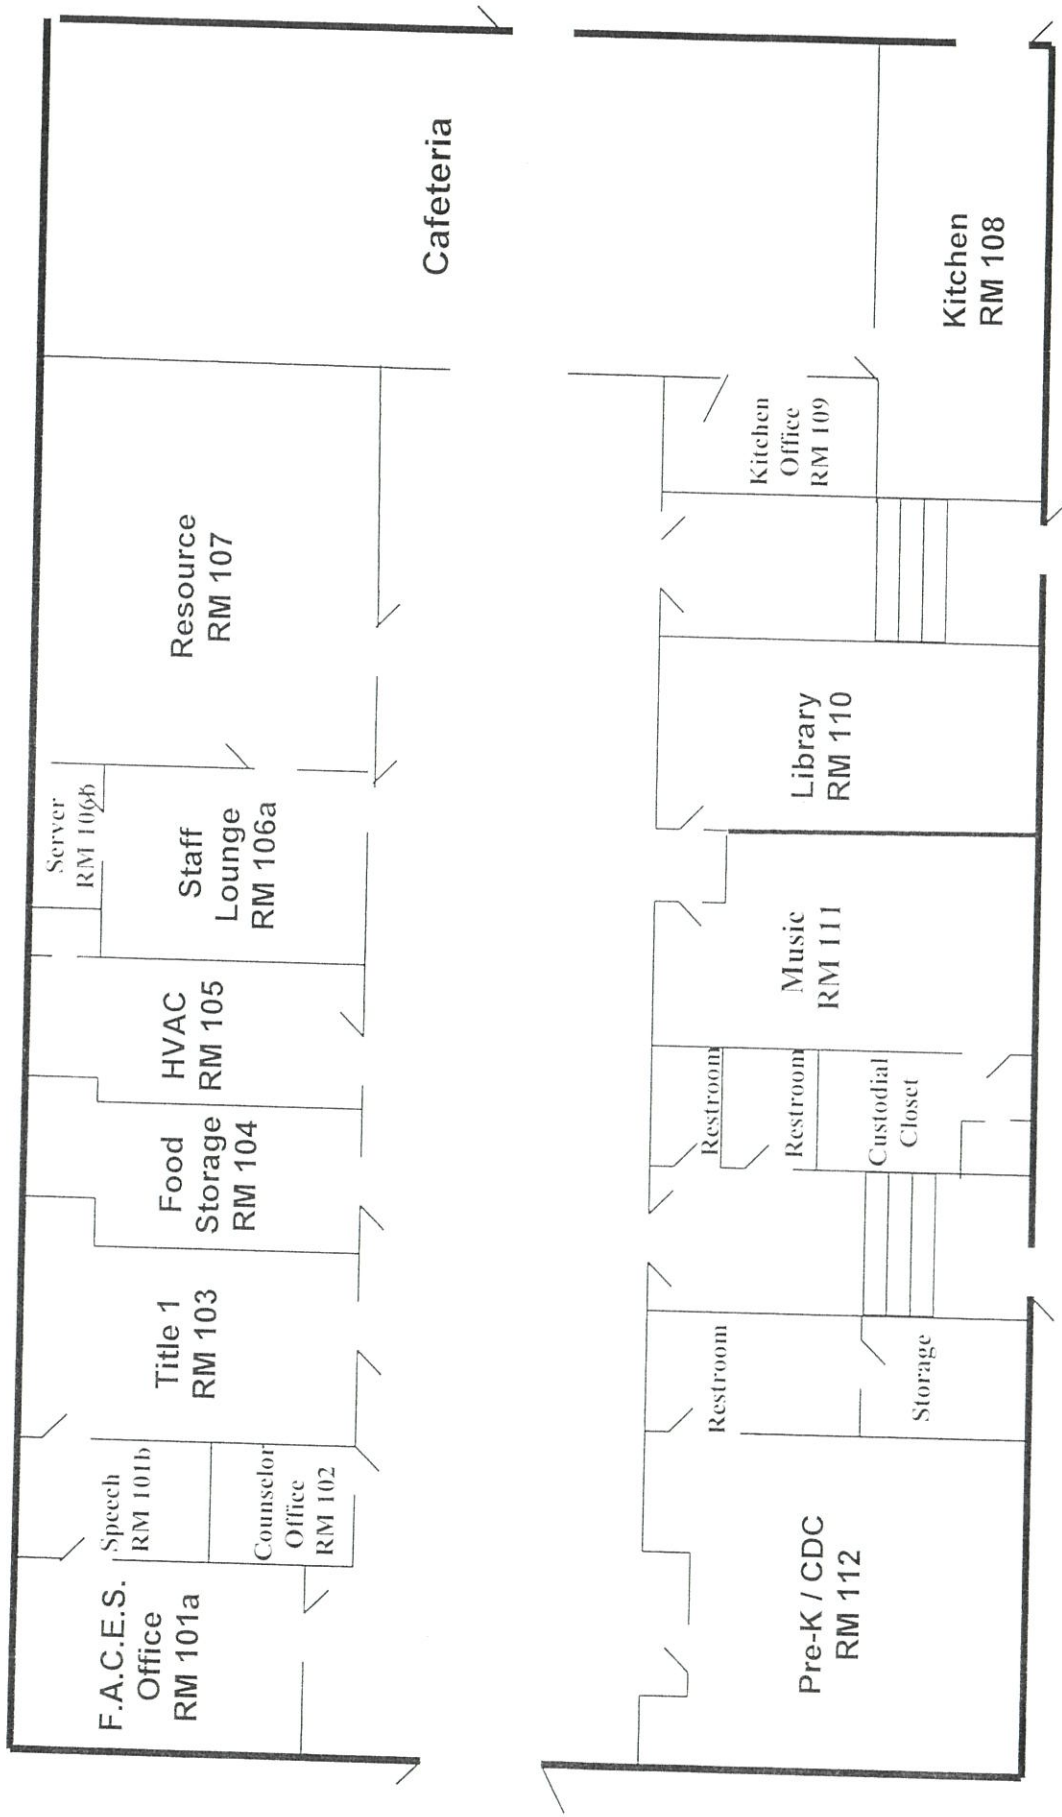 Cafeteria
Kitchen
RM 108
Kitchen
Office
RM 109
Resource
RM 107
Library
RM 110
Server
RM 106b
Staff
Lounge
RM 106a
Music
RM 111
HVAC
RM 105
Restroom
Restroom
Custodial
Closet
Food
Storage
RM 104
Title 1
RM 103
Restroom
Storage
Speech
RM 101b
Counselor
Office
RM 102
F.A.C.E.S.
Office
RM 101a
Pre-K / CDC
RM 112